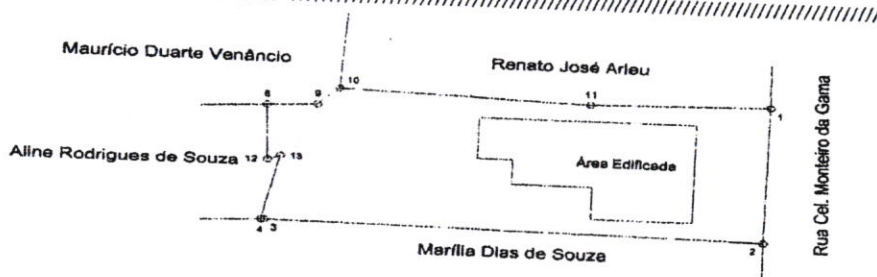 Maurício Duarte Venâncio
Renato José Arieu
10
11
8
9
1
Rua Cel. Monteiro da Gama
Aline Rodrigues de Souza
12
13
Área Edificada
4
3
2
Marília Dias de Souza